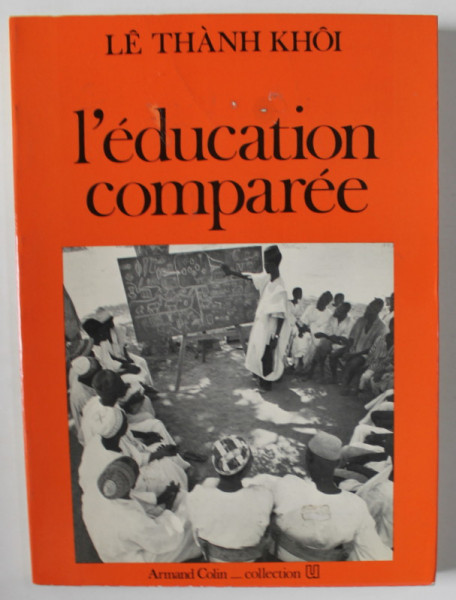 LÊ THÀNH KHÔI
l'éducation
comparée
Armand Colin _ collection U